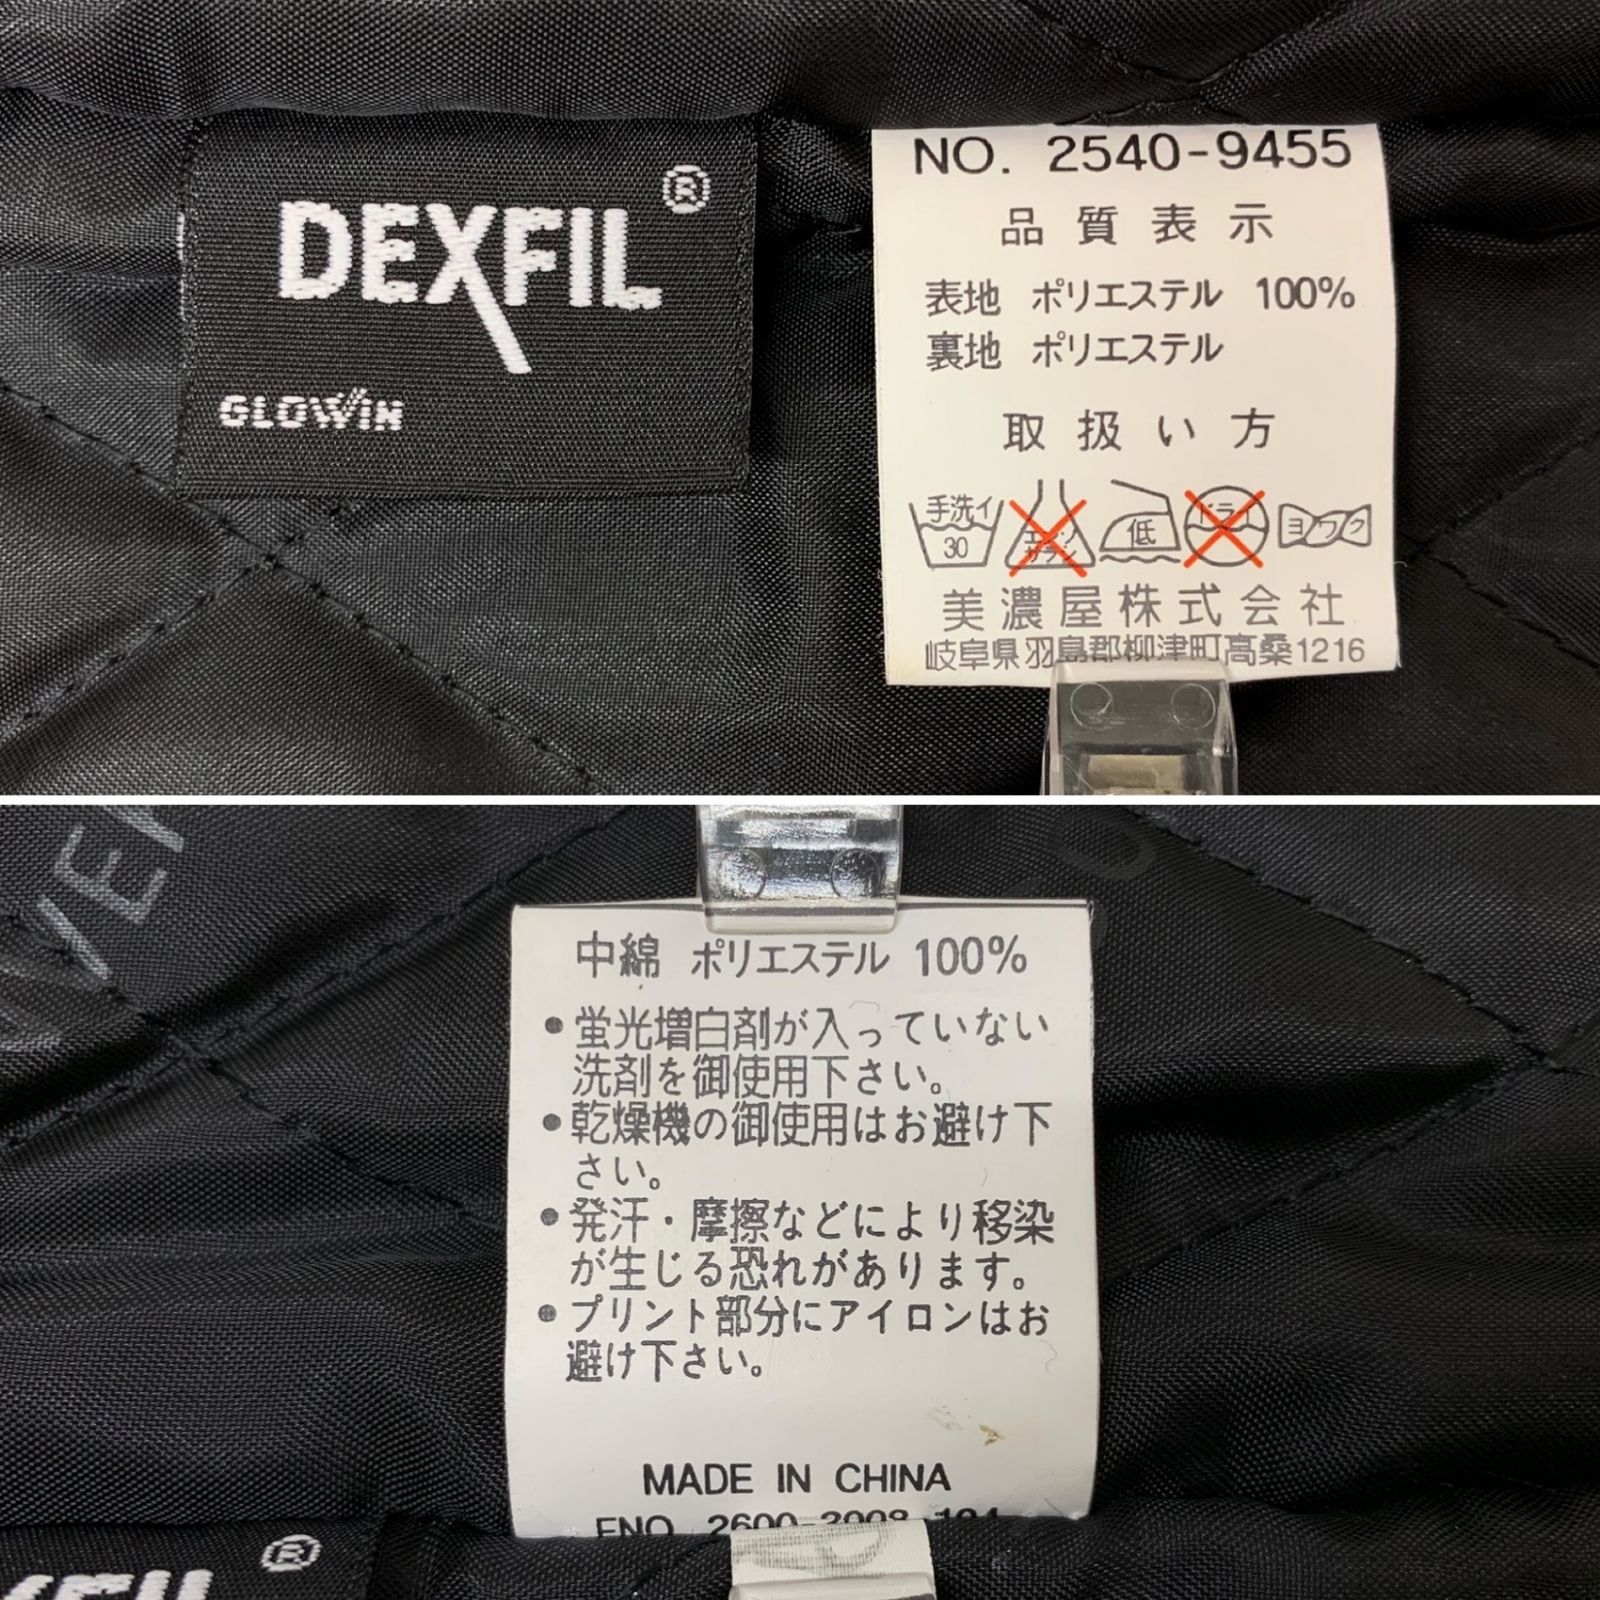 DEXFIL®
GLOWIN
NO. 2540-9455
品質表示
表地 ポリエステル 100%
裏地 ポリエステル
取扱い方
手洗イ
30
エンソ
サラシ
低
ドライ
ヨワク
美濃屋株式会社
岐阜県羽島郡柳津町高桑1216
中綿 ポリエステル 100%
•蛍光増白剤が入っていない
洗剤を御使用下さい。
•乾燥機の御使用はお避け下
さい。
•発汗・摩擦などにより移染
が生じる恐れがあります。
•プリント部分にアイロンはお
避け下さい。
MADE IN CHINA